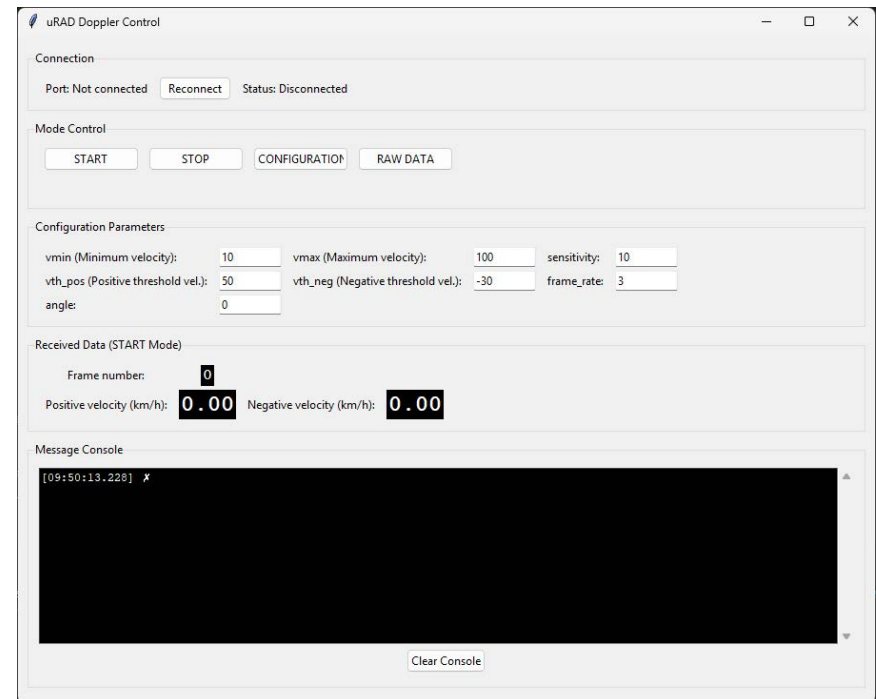 uRAD Doppler Control
Connection
Port: Not connected Reconnect Status: Disconnected
Mode Control
START STOP CONFIGURATION RAW DATA
Configuration Parameters
vmin (Minimum velocity): 10 vmax (Maximum velocity): 100 sensitivity: 10
vth_pos (Positive threshold vel.): 50 vth_neg (Negative threshold vel.): -30 frame_rate: 3
angle: 0
Received Data (START Mode)
Frame number: 0
Positive velocity (km/h): 0.00 Negative velocity (km/h): 0.00
Message Console
[09:50:13.228] ✗
Clear Console